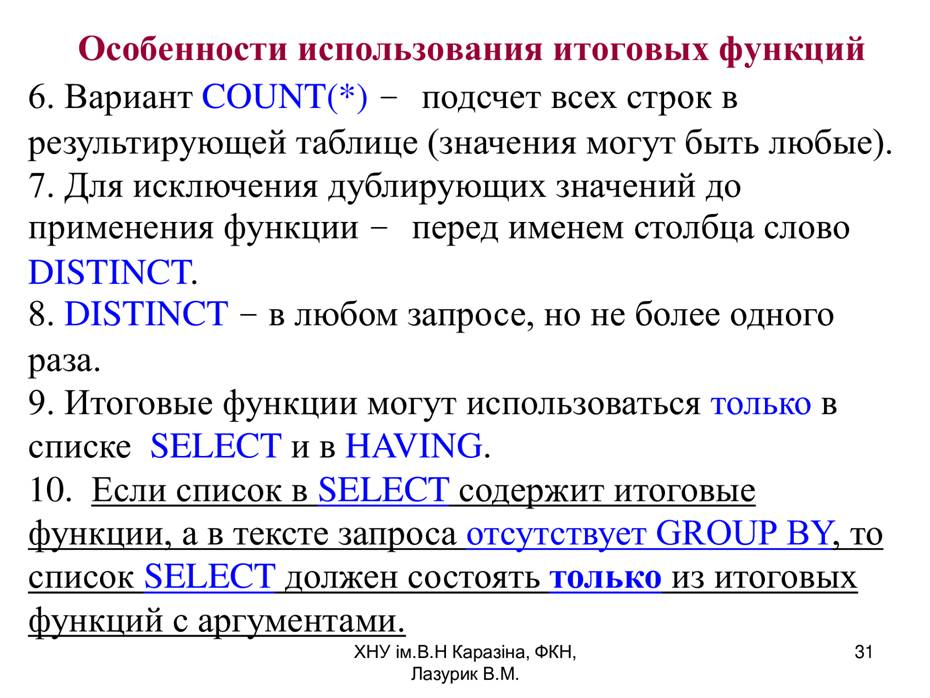 Особенности использования итоговых функций
6. Вариант COUNT(*) − подсчет всех строк в
результирующей таблице (значения могут быть любые).
7. Для исключения дублирующих значений до
применения функции − перед именем столбца слово
DISTINCT.
8. DISTINCT − в любом запросе, но не более одного
раза.
9. Итоговые функции могут использоваться только в
списке SELECT и в HAVING.
10. Если список в SELECT содержит итоговые
функции, а в тексте запроса отсутствует GROUP BY, то
список SELECT должен состоять только из итоговых
функций с аргументами.
ХНУ ім.В.Н Каразіна, ФКН,
Лазурик В.М.
31